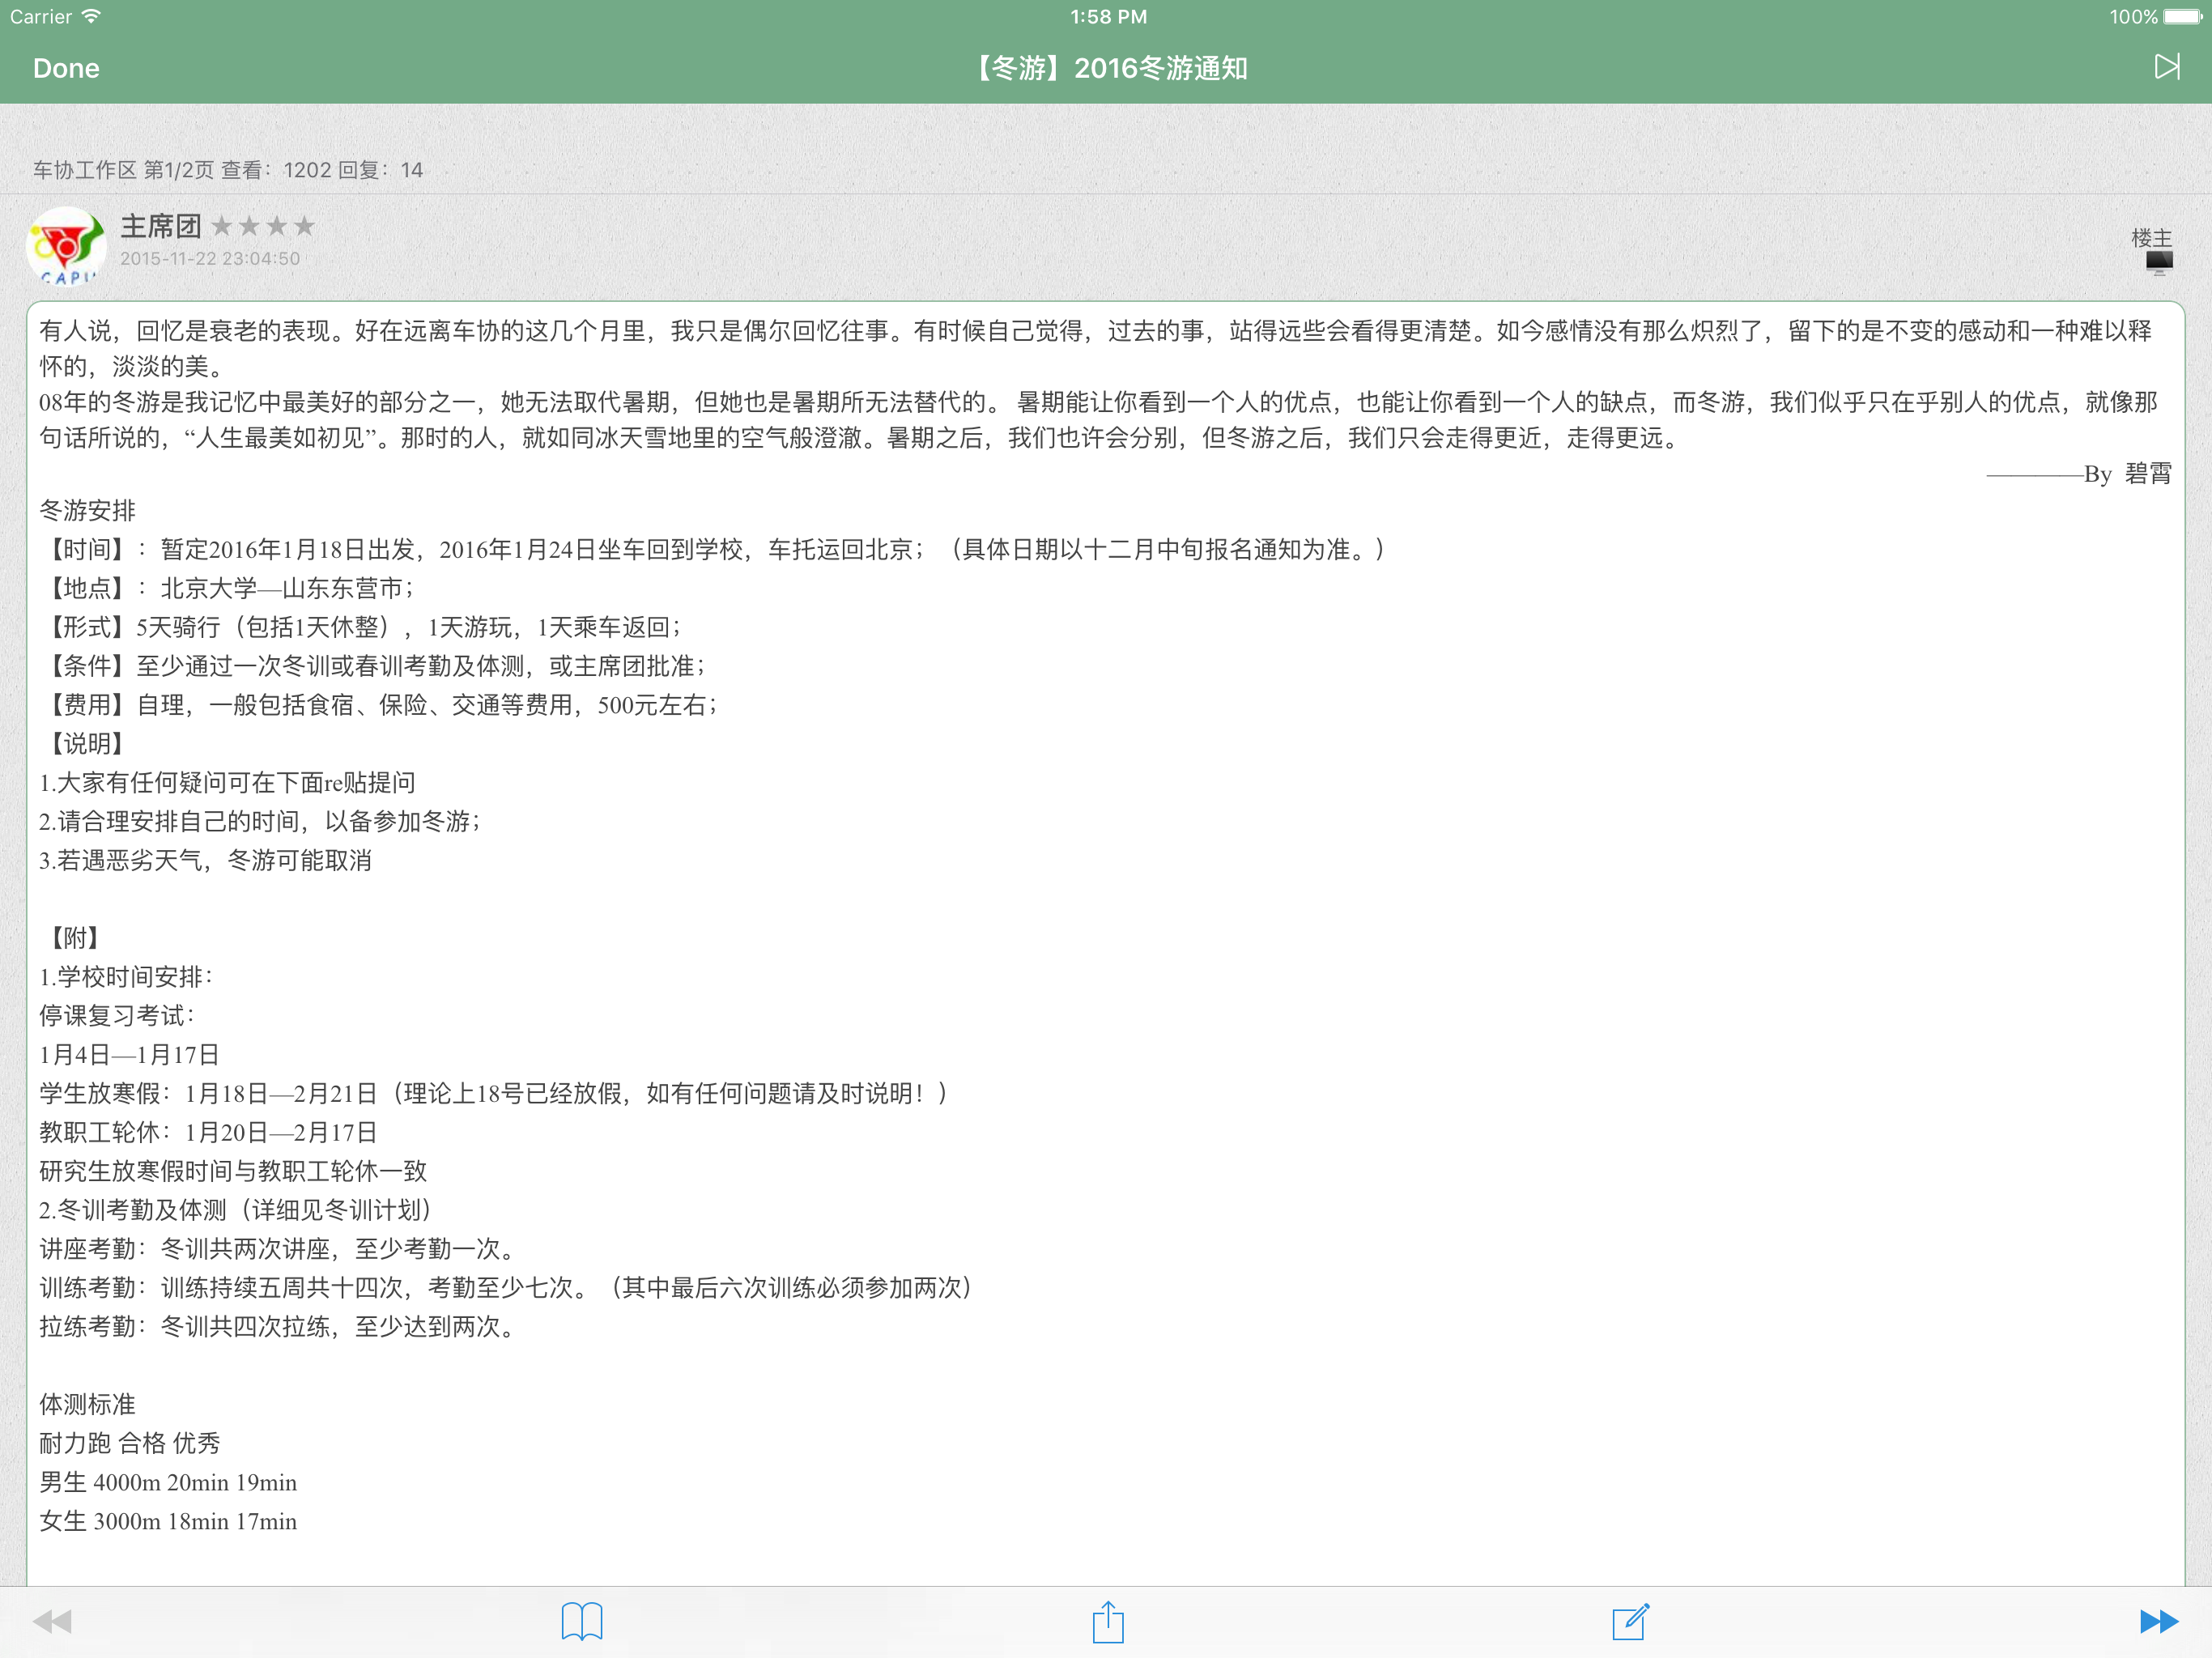 Carrier 1:58 PM 100%
Done 【冬游】2016冬游通知
车协工作区 第1/2页 查看：1202 回复：14
主席团 ★★★★
2015-11-22 23:04:50
楼主
CAPU
有人说，回忆是衰老的表现。好在远离车协的这几个月里，我只是偶尔回忆往事。有时候自己觉得，过去的事，站得远些会看得更清楚。如今感情没有那么炽烈了，留下的是不变的感动和一种难以释
怀的，淡淡的美。
08年的冬游是我记忆中最美好的部分之一，她无法取代暑期，但她也是暑期所无法替代的。 暑期能让你看到一个人的优点，也能让你看到一个人的缺点，而冬游，我们似乎只在乎别人的优点，就像那
句话所说的，“人生最美如初见”。那时的人，就如同冰天雪地里的空气般澄澈。暑期之后，我们也许会分别，但冬游之后，我们只会走得更近，走得更远。
————By 碧霄
冬游安排
【时间】：暂定2016年1月18日出发，2016年1月24日坐车回到学校，车托运回北京；（具体日期以十二月中旬报名通知为准。）
【地点】：北京大学—山东东营市；
【形式】5天骑行（包括1天休整），1天游玩，1天乘车返回；
【条件】至少通过一次冬训或春训考勤及体测，或主席团批准；
【费用】自理，一般包括食宿、保险、交通等费用，500元左右；
【说明】
1.大家有任何疑问可在下面re贴提问
2.请合理安排自己的时间，以备参加冬游；
3.若遇恶劣天气，冬游可能取消
【附】
1.学校时间安排：
停课复习考试：
1月4日—1月17日
学生放寒假：1月18日—2月21日（理论上18号已经放假，如有任何问题请及时说明！）
教职工轮休：1月20日—2月17日
研究生放寒假时间与教职工轮休一致
2.冬训考勤及体测（详细见冬训计划）
讲座考勤：冬训共两次讲座，至少考勤一次。
训练考勤：训练持续五周共十四次，考勤至少七次。（其中最后六次训练必须参加两次）
拉练考勤：冬训共四次拉练，至少达到两次。
体测标准
耐力跑 合格 优秀
男生 4000m 20min 19min
女生 3000m 18min 17min